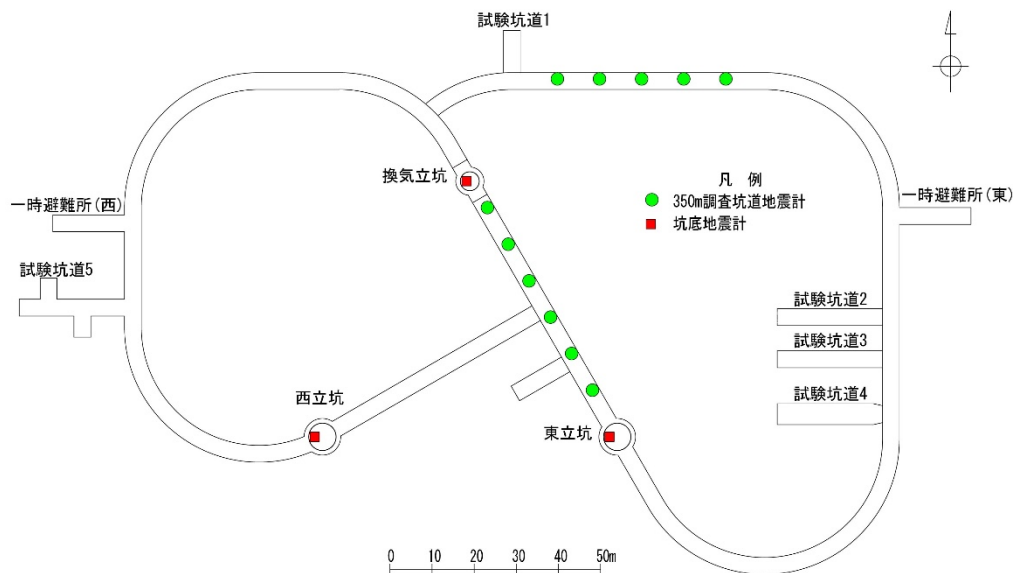 試験坑道1
換気立坑
凡 例
350m調査坑道地震計
坑底地震計
一時避難所(西)
一時避難所(東)
試験坑道5
試験坑道2
試験坑道3
試験坑道4
西立坑
東立坑
0 10 20 30 40 50m